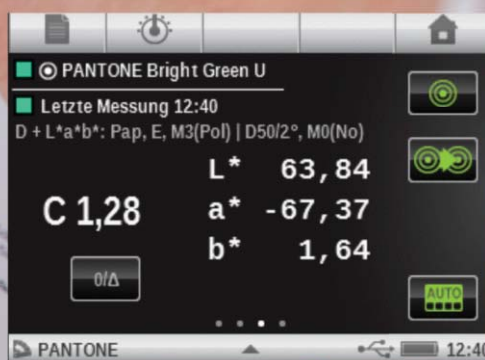 PANTONE Bright Green U
Letzte Messung 12:40
D + L*a*b*: Pap, E, M3(Pol) | D50/2°, M0(No)
C 1,28
L* 63,84
a* -67,37
b* 1,64
0/Δ
AUTO
PANTONE
12:40